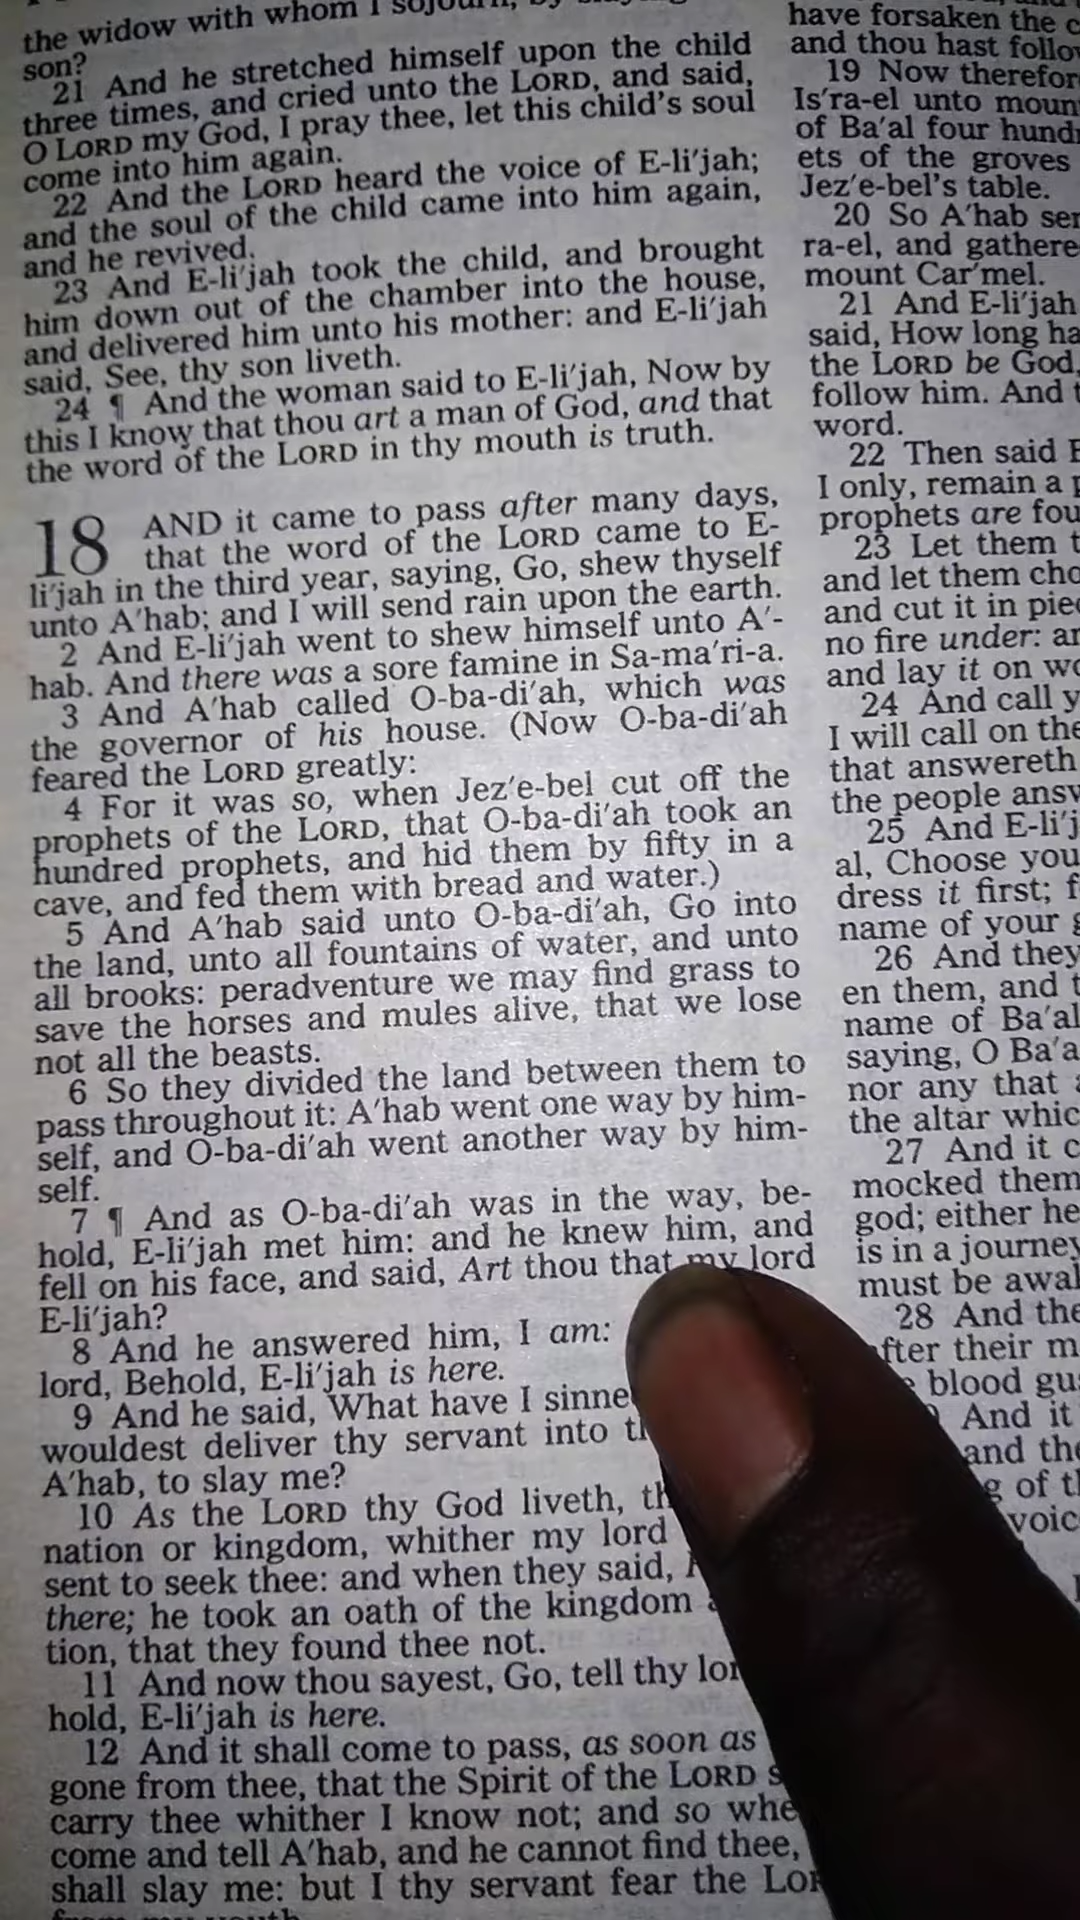 the widow with whom I sojourn, by slaying
son?
21 And he stretched himself upon the child
three times, and cried unto the LORD, and said,
O LORD my God, I pray thee, let this child's soul
come into him again.
22 And the LORD heard the voice of E-li′jah;
and the soul of the child came into him again,
and he revived.
23 And E-li′jah took the child, and brought
him down out of the chamber into the house,
and delivered him unto his mother: and E-li′jah
said, See, thy son liveth.
24 ¶ And the woman said to E-li′jah, Now by
this I know that thou art a man of God, and that
the word of the LORD in thy mouth is truth.
18 AND it came to pass after many days,
that the word of the LORD came to E-
li′jah in the third year, saying, Go, shew thyself
unto A′hab; and I will send rain upon the earth.
2 And E-li′jah went to shew himself unto A′-
hab. And there was a sore famine in Sa-ma′ri-a.
3 And A′hab called O-ba-di′ah, which was
the governor of his house. (Now O-ba-di′ah
feared the LORD greatly:
4 For it was so, when Jez′e-bel cut off the
prophets of the LORD, that O-ba-di′ah took an
hundred prophets, and hid them by fifty in a
cave, and fed them with bread and water.)
5 And A′hab said unto O-ba-di′ah, Go into
the land, unto all fountains of water, and unto
all brooks: peradventure we may find grass to
save the horses and mules alive, that we lose
not all the beasts.
6 So they divided the land between them to
pass throughout it: A′hab went one way by him-
self, and O-ba-di′ah went another way by him-
self.
7 ¶ And as O-ba-di′ah was in the way, be-
hold, E-li′jah met him: and he knew him, and
fell on his face, and said, Art thou that my lord
E-li′jah?
8 And he answered him, I am:
lord, Behold, E-li′jah is here.
9 And he said, What have I sinne
wouldest deliver thy servant into
A′hab, to slay me?
10 As the LORD thy God liveth,
nation or kingdom, whither my lord
sent to seek thee: and when they said,
there; he took an oath of the kingdom
tion, that they found thee not.
11 And now thou sayest, Go, tell thy lor
hold, E-li′jah is here.
12 And it shall come to pass, as soon as
gone from thee, that the Spirit of the LORD
carry thee whither I know not; and so whe
come and tell A′hab, and he cannot find thee,
shall slay me: but I thy servant fear the LOR
have forsaken the
and thou hast follo
19 Now therefor
Is′ra-el unto moun
of Ba′al four hund
ets of the groves
Jez′e-bel's table.
20 So A′hab sen
ra-el, and gathere
mount Car′mel.
21 And E-li′jah
said, How long ha
the LORD be God,
follow him. And
word.
22 Then said
I only, remain a
prophets are fou
23 Let them
and let them cho
and cut it in piec
no fire under: an
and lay it on wo
24 And call y
I will call on the
that answereth
the people answ
25 And E-li′j
al, Choose you
dress it first; f
name of your
26 And they
en them, and
name of Ba′al
saying, O Ba′a
nor any that
the altar whic
27 And it c
mocked them
god; either he
is in a journey
must be awak
28 And the
fter their m
blood gu
And it
and the
g of th
voic